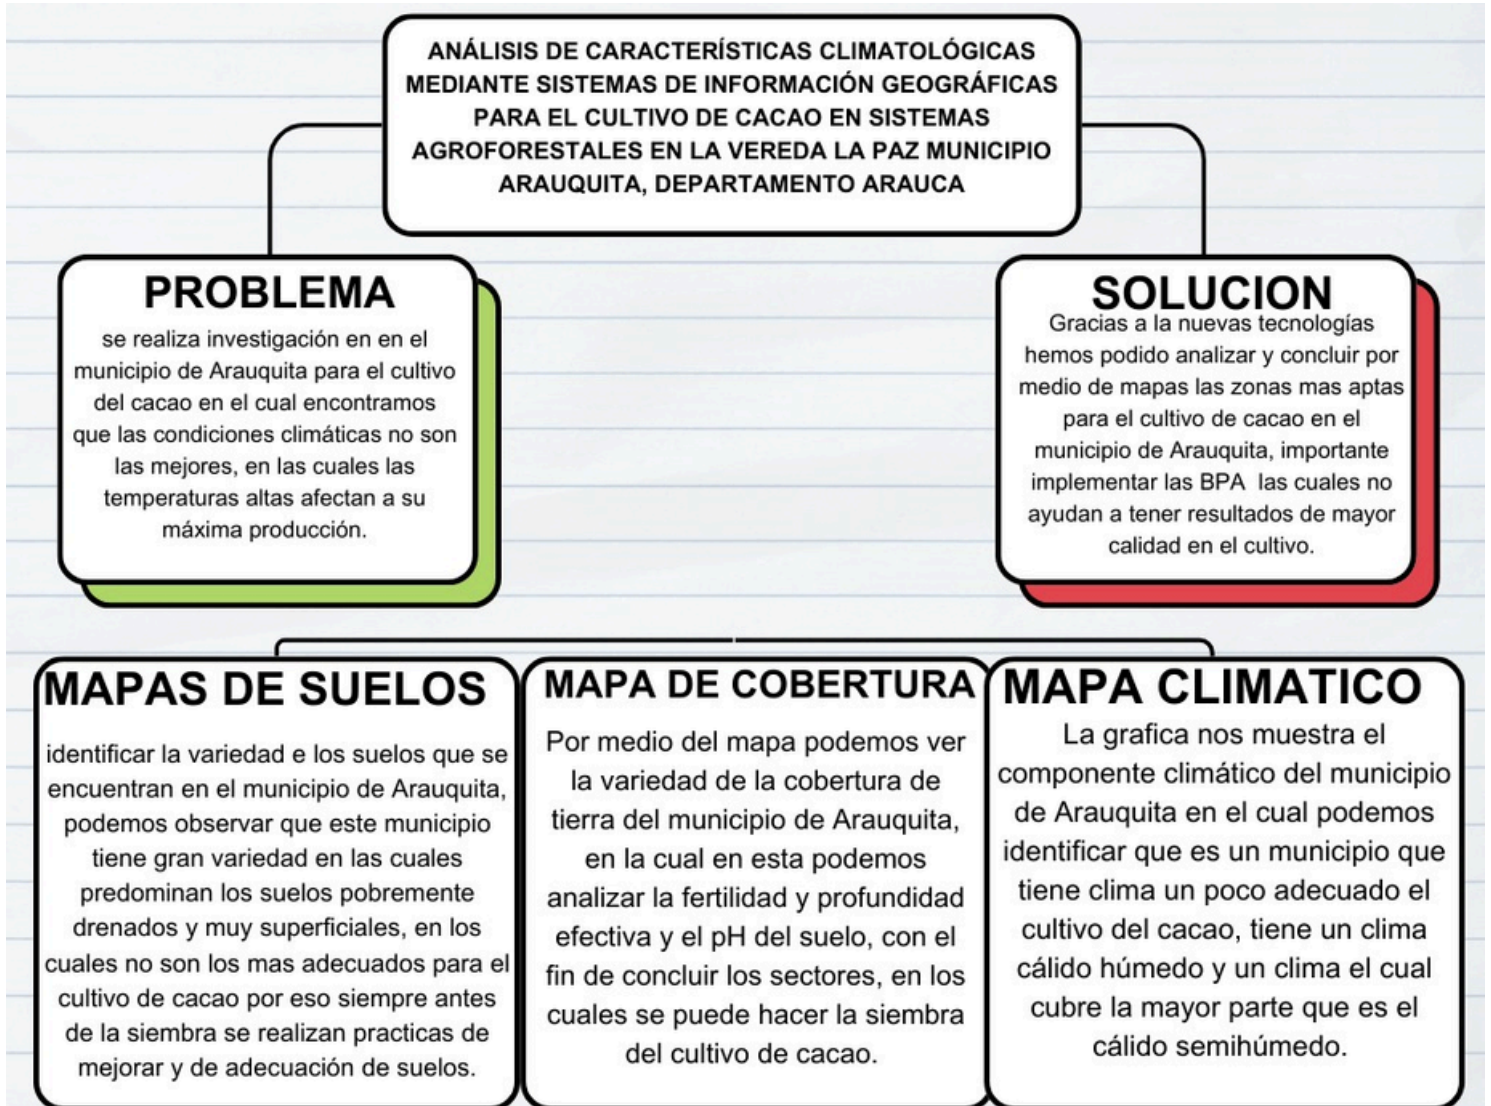 ANÁLISIS DE CARACTERÍSTICAS CLIMATOLÓGICAS
MEDIANTE SISTEMAS DE INFORMACIÓN GEOGRÁFICAS
PARA EL CULTIVO DE CACAO EN SISTEMAS
AGROFORESTALES EN LA VEREDA LA PAZ MUNICIPIO
ARAUQUITA, DEPARTAMENTO ARAUCA
PROBLEMA
se realiza investigación en en el
municipio de Arauquita para el cultivo
del cacao en el cual encontramos
que las condiciones climáticas no son
las mejores, en las cuales las
temperaturas altas afectan a su
máxima producción.
SOLUCION
Gracias a la nuevas tecnologías
hemos podido analizar y concluir por
medio de mapas las zonas mas aptas
para el cultivo de cacao en el
municipio de Arauquita, importante
implementar las BPA las cuales no
ayudan a tener resultados de mayor
calidad en el cultivo.
MAPAS DE SUELOS
identificar la variedad e los suelos que se
encuentran en el municipio de Arauquita,
podemos observar que este municipio
tiene gran variedad en las cuales
predominan los suelos pobremente
drenados y muy superficiales, en los
cuales no son los mas adecuados para el
cultivo de cacao por eso siempre antes
de la siembra se realizan practicas de
mejorar y de adecuación de suelos.
MAPA DE COBERTURA
Por medio del mapa podemos ver
la variedad de la cobertura de
tierra del municipio de Arauquita,
en la cual en esta podemos
analizar la fertilidad y profundidad
efectiva y el pH del suelo, con el
fin de concluir los sectores, en los
cuales se puede hacer la siembra
del cultivo de cacao.
MAPA CLIMATICO
La grafica nos muestra el
componente climático del municipio
de Arauquita en el cual podemos
identificar que es un municipio que
tiene clima un poco adecuado el
cultivo del cacao, tiene un clima
cálido húmedo y un clima el cual
cubre la mayor parte que es el
cálido semihúmedo.